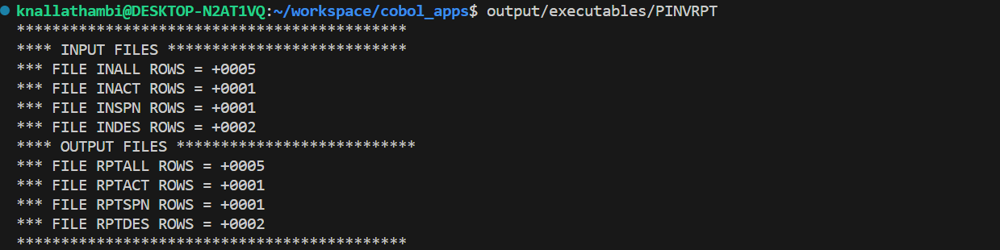 knallathambi@DESKTOP-N2AT1VQ:~/workspace/cobol_apps$ output/executables/PINVRPT
********************************************
**** INPUT FILES ***************************
*** FILE INALL ROWS = +0005
*** FILE INACT ROWS = +0001
*** FILE INSPN ROWS = +0001
*** FILE INDES ROWS = +0002
**** OUTPUT FILES ***************************
*** FILE RPTALL ROWS = +0005
*** FILE RPTACT ROWS = +0001
*** FILE RPTSPN ROWS = +0001
*** FILE RPTDES ROWS = +0002
********************************************